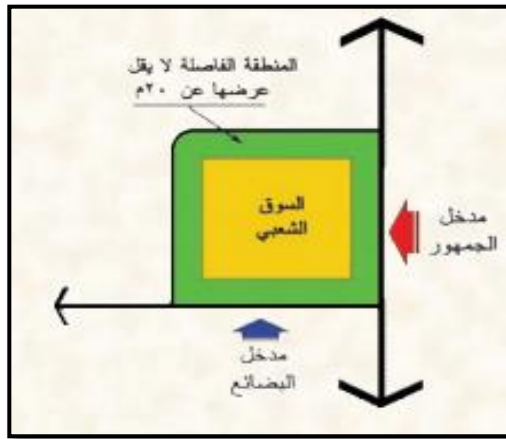 المنطقة الفاصلة لا يقل
عرضها عن ٢٠م
السوق
الشعبي
مدخل
الجمهور
مدخل
البضائع